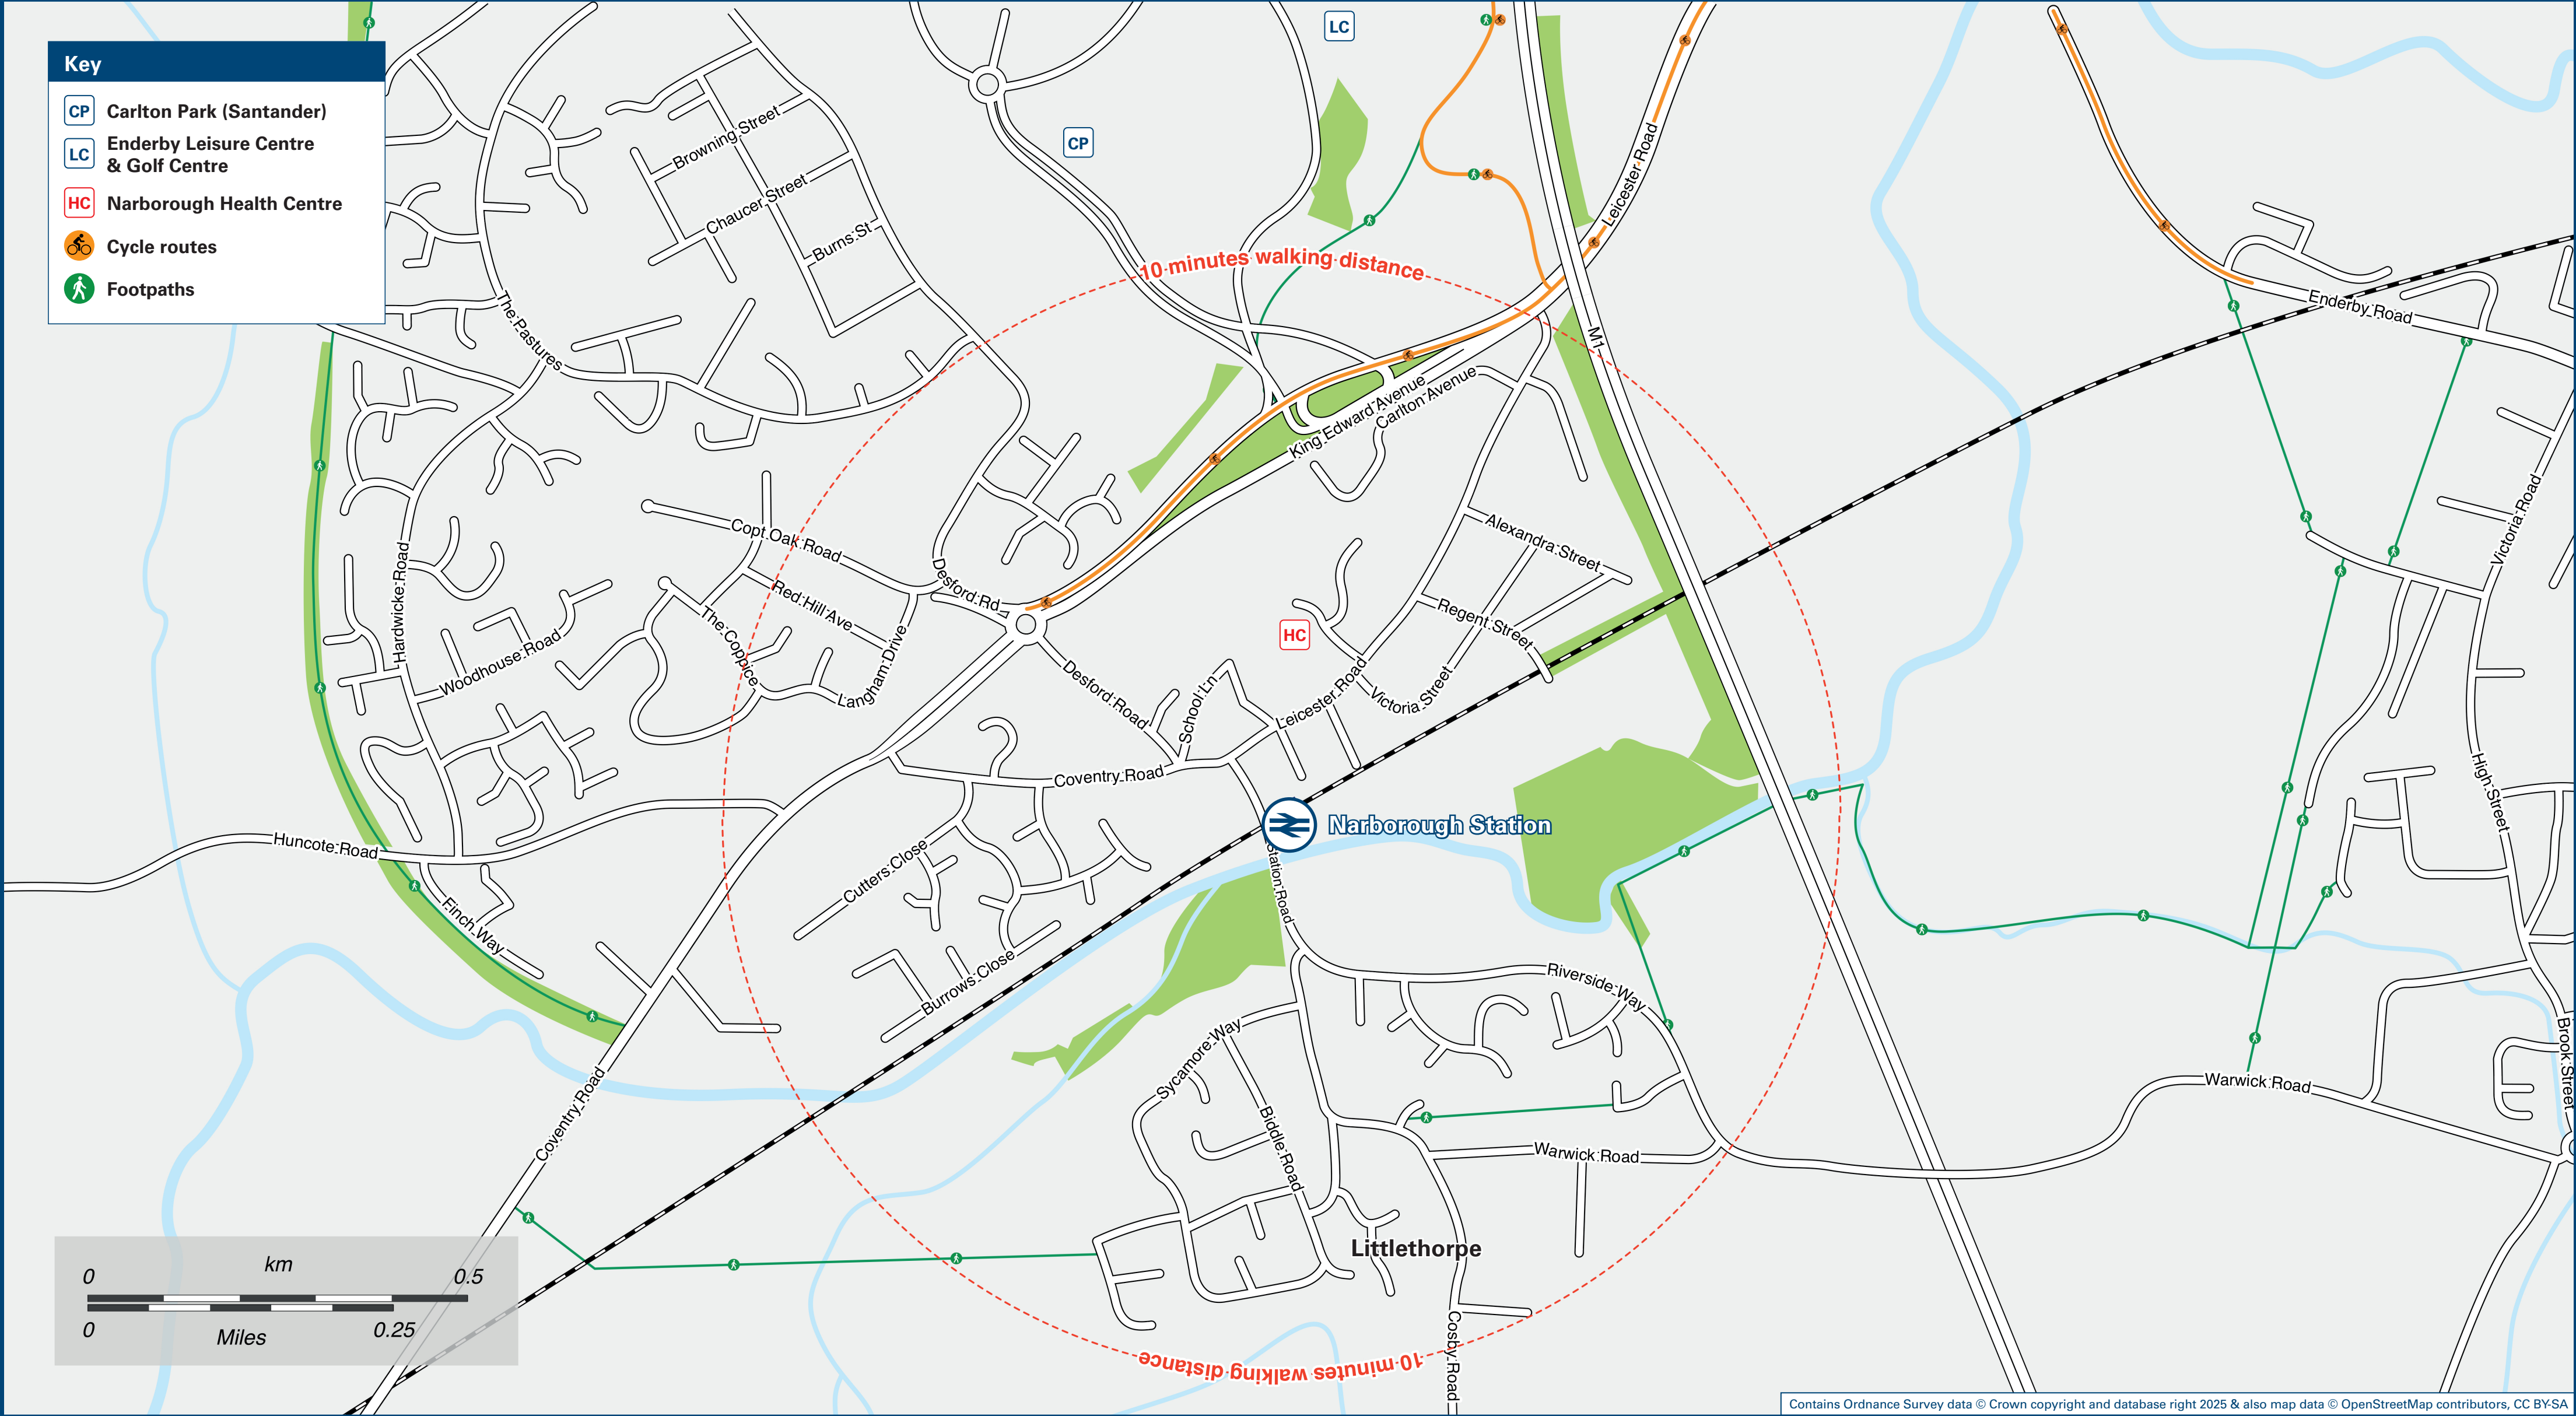 Key
CP Carlton Park (Santander)
LC Enderby Leisure Centre
& Golf Centre
HC Narborough Health Centre
Cycle routes
Footpaths
LC
CP
Browning Street
Chaucer Street
Burns St
The Pastures
Leicester Road
10 minutes walking distance
M1
Enderby Road
King Edward Avenue
Carlton Avenue
Victoria Road
Copt Oak Road
Alexandra Street
Desford Rd
Red Hill Ave
Hardwicke Road
The Coppice
Regent Street
HC
Woodhouse Road
Langham Drive
Desford Road
School Ln
Leicester Road
Victoria Street
Coventry Road
High Street
Narborough Station
Huncote Road
Cutters Close
Station Road
Finch Way
Burrows Close
Riverside Way
Sycamore Way
Brook Street
Warwick Road
Coventry Road
Biddle Road
Warwick Road
Littlethorpe
km
0 0.5
0 0.25
Miles
Cosby Road
10 minutes walking distance
Contains Ordnance Survey data © Crown copyright and database right 2025 & also map data © OpenStreetMap contributors, CC BY-SA